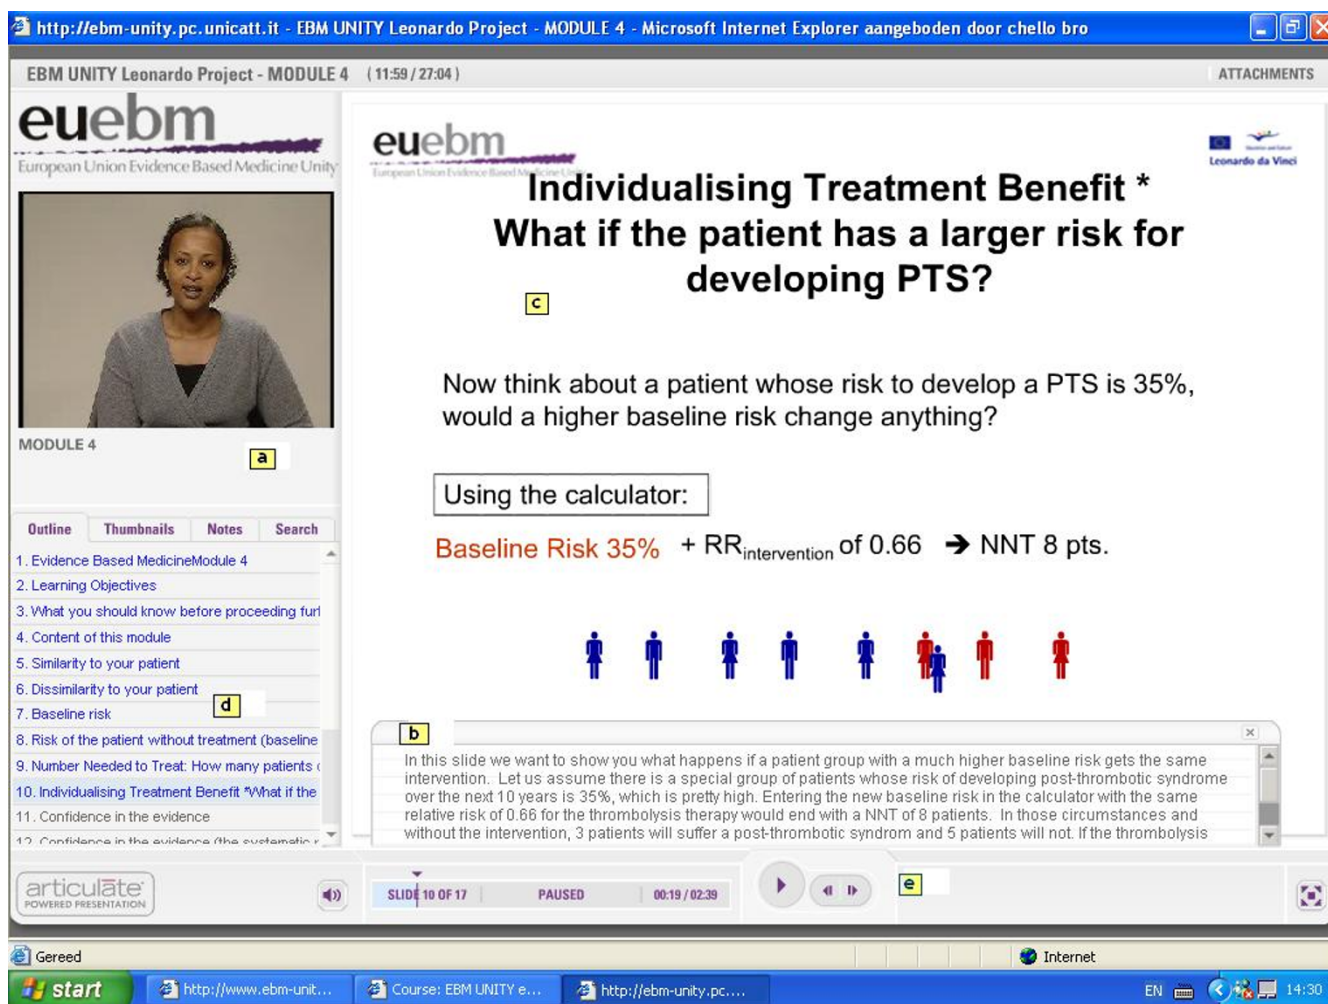 http://ebm-unity.pc.unicatt.it - EBM UNITY Leonardo Project - MODULE 4 - Microsoft Internet Explorer aangeboden door chello bro
EBM UNITY Leonardo Project - MODULE 4 (11:59 / 27:04)
ATTACHMENTS
euebm
European Union Evidence Based Medicine Unity
MODULE 4
a
Outline Thumbnails Notes Search
1. Evidence Based MedicineModule 4
2. Learning Objectives
3. What you should know before proceeding furt
4. Content of this module
5. Similarity to your patient
6. Dissimilarity to your patient
d
7. Baseline risk
8. Risk of the patient without treatment (baseline
9. Number Needed to Treat: How many patients
10. Individualising Treatment Benefit *What if the
11. Confidence in the evidence
12. Confidence in the evidence (the systematic r
euebm
European Union Evidence Based Medicine Unity
Leonardo da Vinci
Individualising Treatment Benefit *
What if the patient has a larger risk for
developing PTS?
c
Now think about a patient whose risk to develop a PTS is 35%,
would a higher baseline risk change anything?
Using the calculator:
Baseline Risk 35% + RRintervention of 0.66 ➔ NNT 8 pts.
b
In this slide we want to show you what happens if a patient group with a much higher baseline risk gets the same
intervention. Let us assume there is a special group of patients whose risk of developing post-thrombotic syndrome
over the next 10 years is 35%, which is pretty high. Entering the new baseline risk in the calculator with the same
relative risk of 0.66 for the thrombolysis therapy would end with a NNT of 8 patients. In those circumstances and
without the intervention, 3 patients will suffer a post-thrombotic syndrom and 5 patients will not. If the thrombolysis
articulate
POWERED PRESENTATION
SLIDE 10 OF 17 PAUSED 00:19 / 02:39
e
Gereed
Internet
start
http://www.ebm-unit...
Course: EBM UNITY e...
http://ebm-unity.pc....
EN
14:30